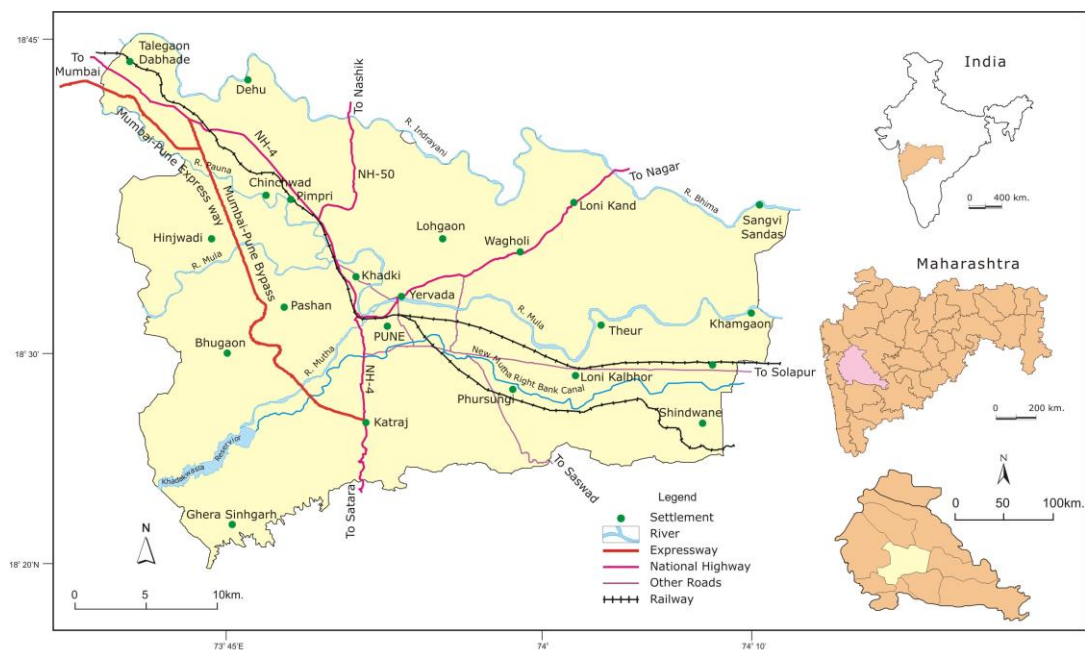 18°45'
To
Mumbai
Talegaon
Dabhade
Dehu
To Nashik
NH-4
NH-50
R. Indrayani
Mumbai-Pune Express way
R. Pauna
Chinchwad
Pimpri
To Nagar
R. Bhima
Loni Kand
Sangvi
Sandas
Hinjwadi
Mumbai-Pune Bypass
Lohgaon
Wagholi
R. Mula
Khadki
Pashan
Yervada
R. Mula
Theur
Khamgaon
PUNE
Bhugaon
18°30'
R. Mutha
NH-4
New Mutha Right Bank Canal
Loni Kalbhor
To Solapur
Phursungi
Shindwane
Katraj
Khadakwasla Reservior
To Satara
To Saswad
Ghera Sinhgarh
N
18°20'N
0 5 10km.
Legend
Settlement
River
Expressway
National Highway
Other Roads
Railway
73°45'E
74°
74°10'
India
0 400 km.
Maharashtra
0 200 km.
N
0 50 100km.